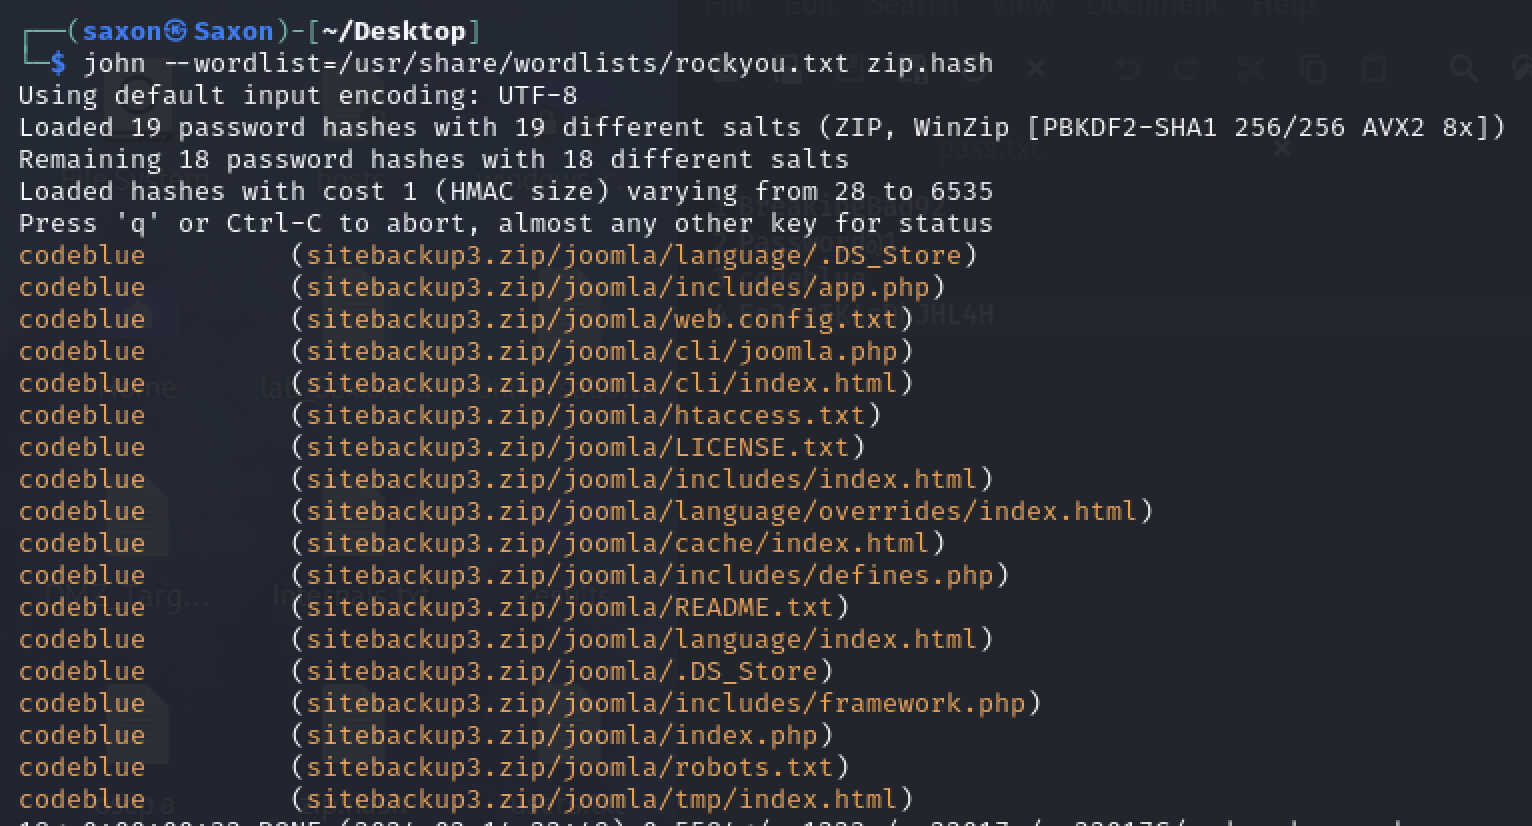 ┌──(saxon㉿Saxon)-[~/Desktop]
└─$ john --wordlist=/usr/share/wordlists/rockyou.txt zip.hash
Using default input encoding: UTF-8
Loaded 19 password hashes with 19 different salts (ZIP, WinZip [PBKDF2-SHA1 256/256 AVX2 8x])
Remaining 18 password hashes with 18 different salts
Loaded hashes with cost 1 (HMAC size) varying from 28 to 6535
Press 'q' or Ctrl-C to abort, almost any other key for status
codeblue         (sitebackup3.zip/joomla/language/.DS_Store)
codeblue         (sitebackup3.zip/joomla/includes/app.php)
codeblue         (sitebackup3.zip/joomla/web.config.txt)
codeblue         (sitebackup3.zip/joomla/cli/joomla.php)
codeblue         (sitebackup3.zip/joomla/cli/index.html)
codeblue         (sitebackup3.zip/joomla/htaccess.txt)
codeblue         (sitebackup3.zip/joomla/LICENSE.txt)
codeblue         (sitebackup3.zip/joomla/includes/index.html)
codeblue         (sitebackup3.zip/joomla/language/overrides/index.html)
codeblue         (sitebackup3.zip/joomla/cache/index.html)
codeblue         (sitebackup3.zip/joomla/includes/defines.php)
codeblue         (sitebackup3.zip/joomla/README.txt)
codeblue         (sitebackup3.zip/joomla/language/index.html)
codeblue         (sitebackup3.zip/joomla/.DS_Store)
codeblue         (sitebackup3.zip/joomla/includes/framework.php)
codeblue         (sitebackup3.zip/joomla/index.php)
codeblue         (sitebackup3.zip/joomla/robots.txt)
codeblue         (sitebackup3.zip/joomla/tmp/index.html)
File Edit Search View Document Help
pass.txt